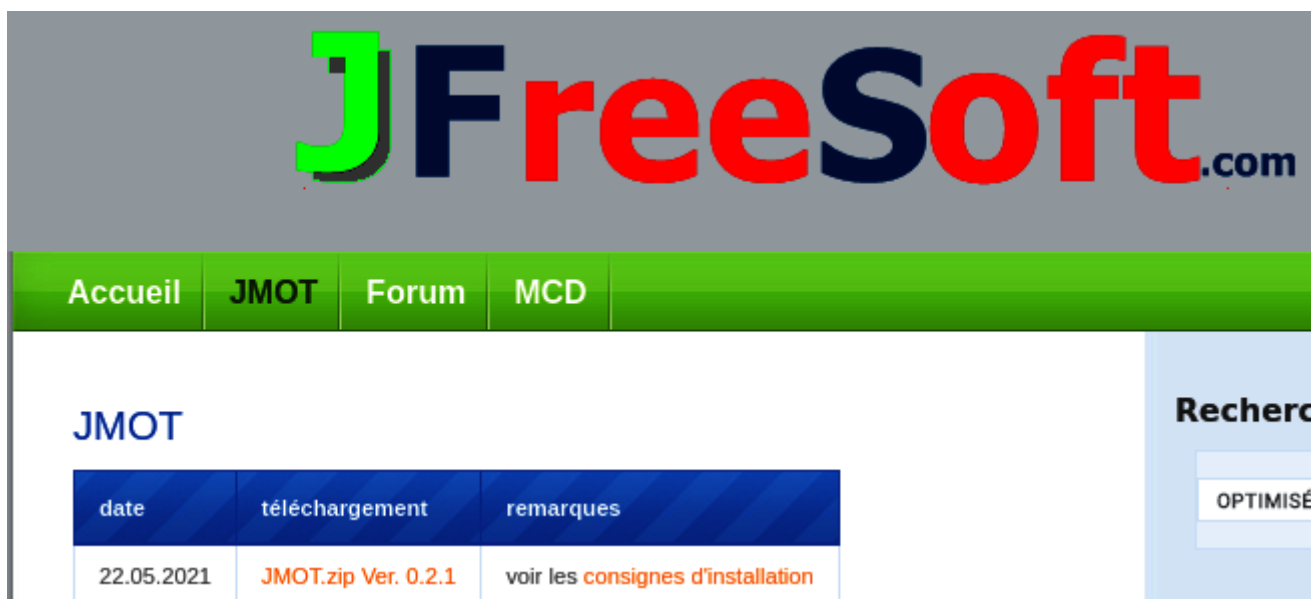 JFreeSoft.com
Accueil JMOT Forum MCD
JMOT
Recherc
date téléchargement remarques
OPTIMISÉ
22.05.2021 JMOT.zip Ver. 0.2.1 voir les consignes d'installation